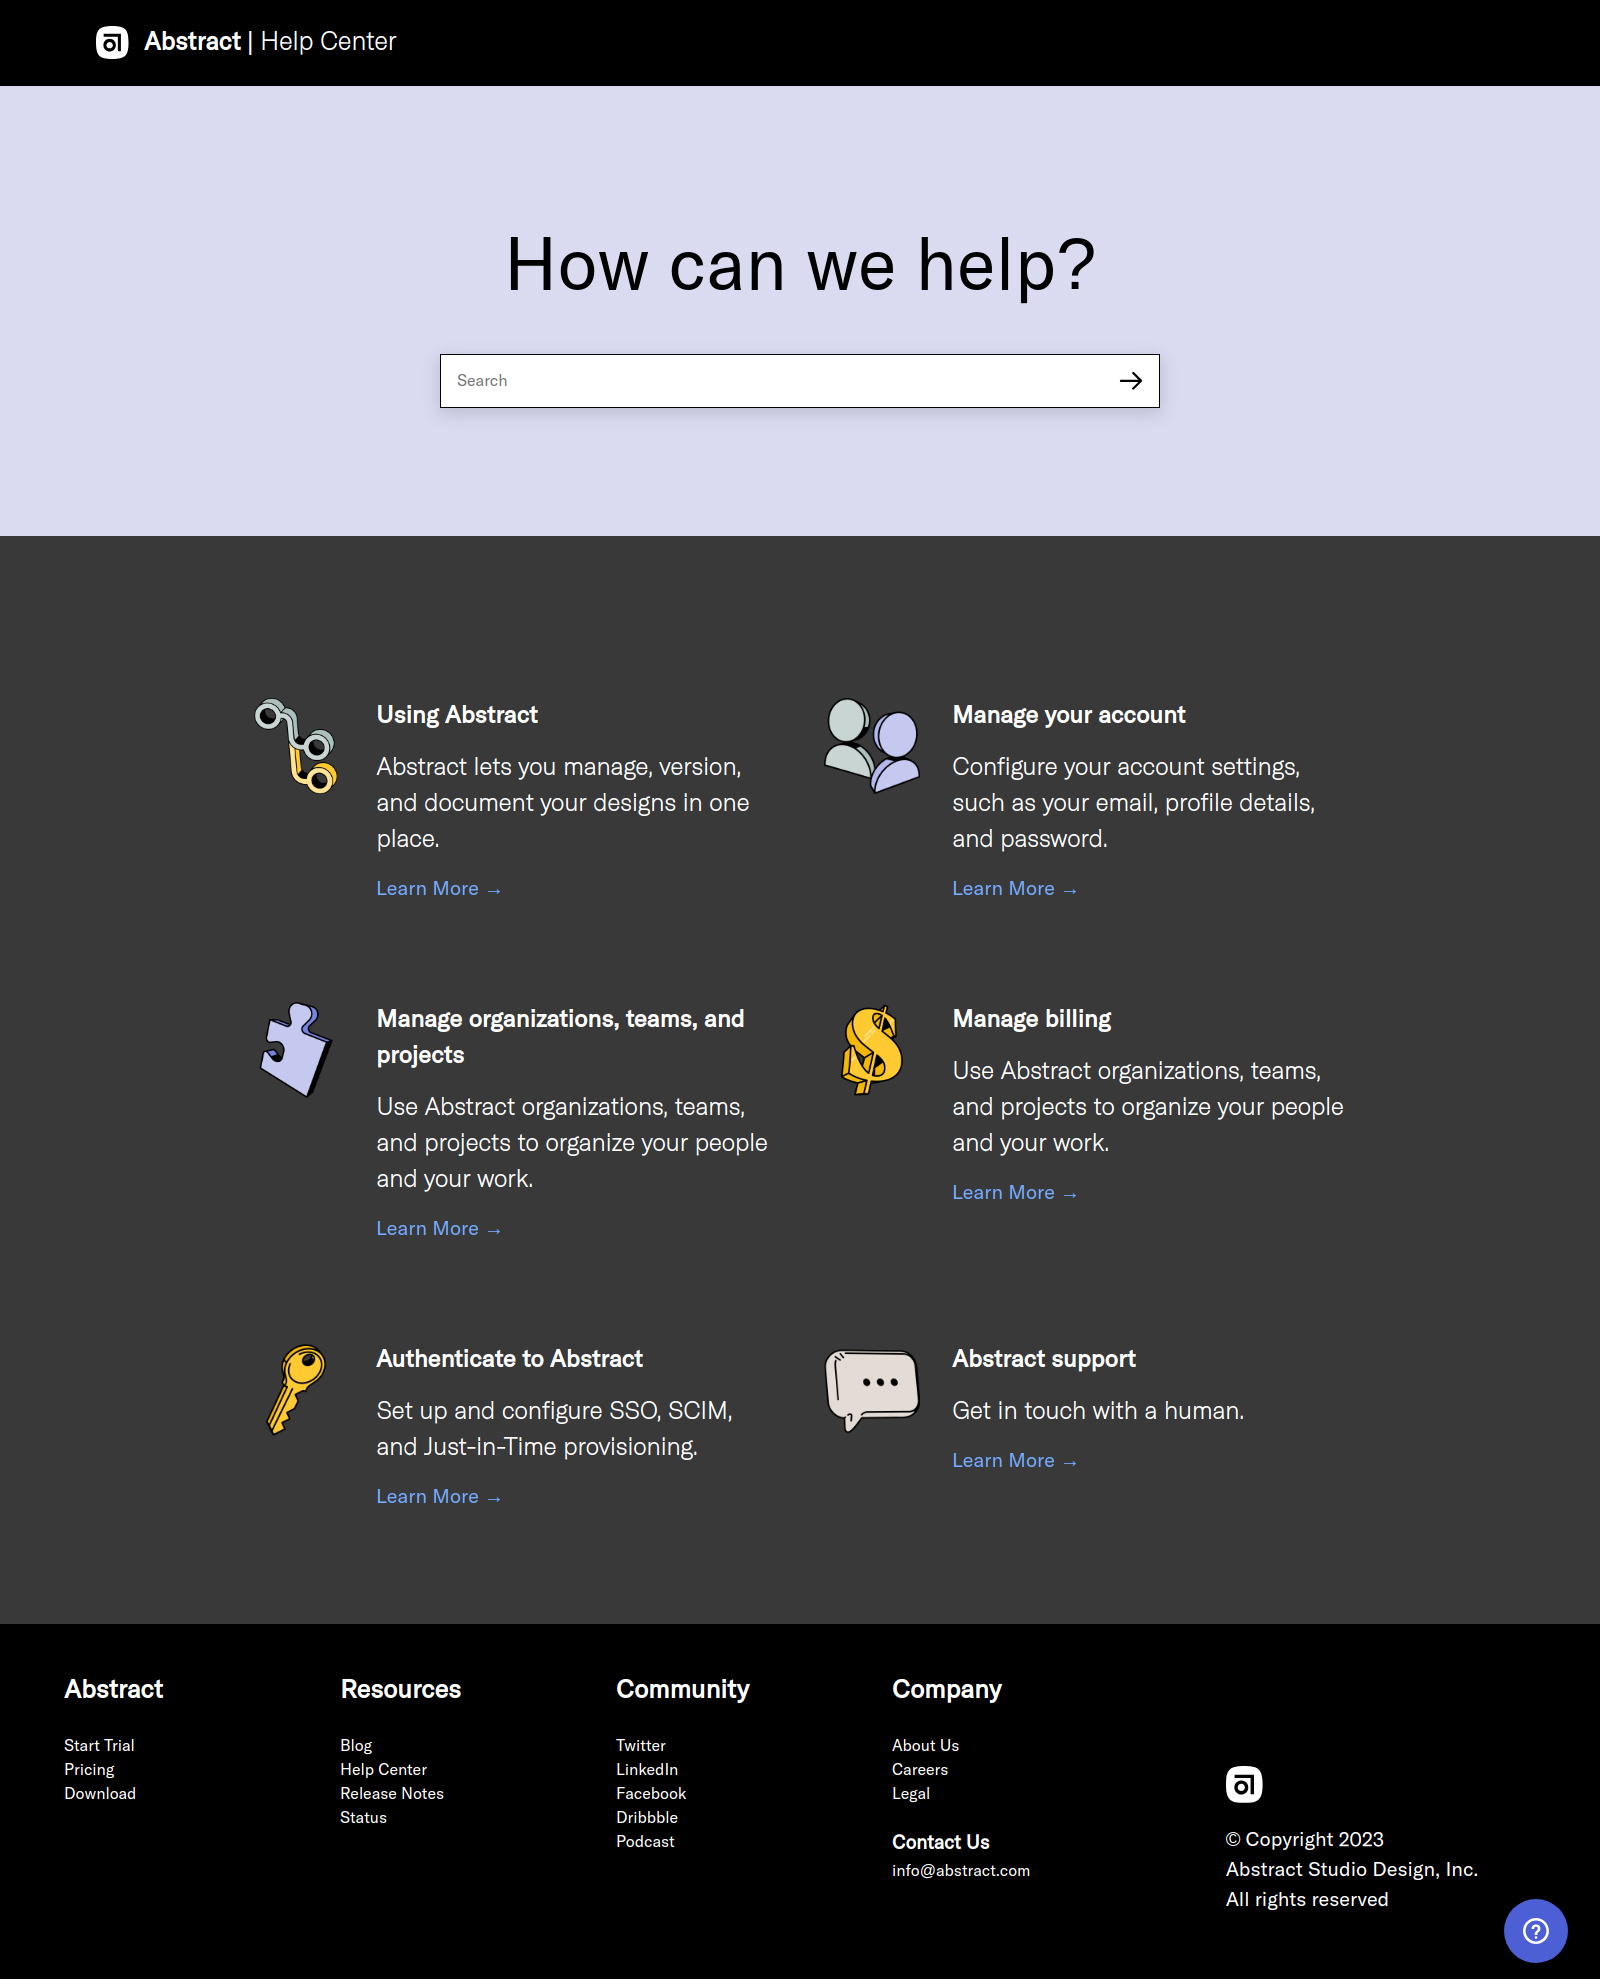 Abstract | Help Center
How can we help?
Search
Using Abstract
Abstract lets you manage, version,
and document your designs in one
place.
Learn More →
Manage your account
Configure your account settings,
such as your email, profile details,
and password.
Learn More →
Manage organizations, teams, and
projects
Use Abstract organizations, teams,
and projects to organize your people
and your work.
Learn More →
Manage billing
Use Abstract organizations, teams,
and projects to organize your people
and your work.
Learn More →
Authenticate to Abstract
Set up and configure SSO, SCIM,
and Just-in-Time provisioning.
Learn More →
Abstract support
Get in touch with a human.
Learn More →
Abstract
Start Trial
Pricing
Download
Resources
Blog
Help Center
Release Notes
Status
Community
Twitter
LinkedIn
Facebook
Dribbble
Podcast
Company
About Us
Careers
Legal
Contact Us
info@abstract.com
© Copyright 2023
Abstract Studio Design, Inc.
All rights reserved